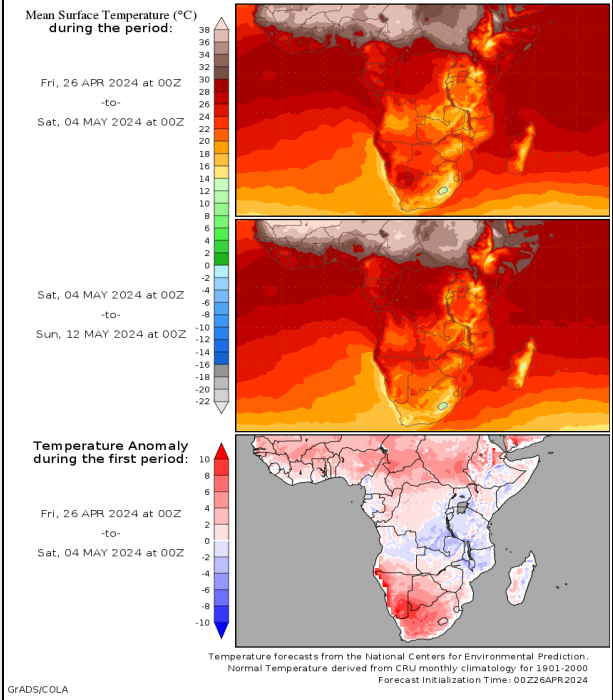 Mean Surface Temperature (°C)
during the period:
Fri, 26 APR 2024 at 00Z
-to-
Sat, 04 MAY 2024 at 00Z
38
36
34
32
30
28
26
24
22
20
18
16
14
12
10
8
6
4
2
0
-2
-4
-6
-8
-10
-12
-14
-16
-18
-20
-22
Sat, 04 MAY 2024 at 00Z
-to-
Sun, 12 MAY 2024 at 00Z
Temperature Anomaly
during the first period:
Fri, 26 APR 2024 at 00Z
-to-
Sat, 04 MAY 2024 at 00Z
10
8
6
4
2
0
-2
-4
-6
-8
-10
Temperature forecasts from the National Centers for Environmental Prediction.
Normal Temperature derived from CRU monthly climatology for 1901-2000
Forecast Initialization Time: 00Z26APR2024
GrADS/COLA